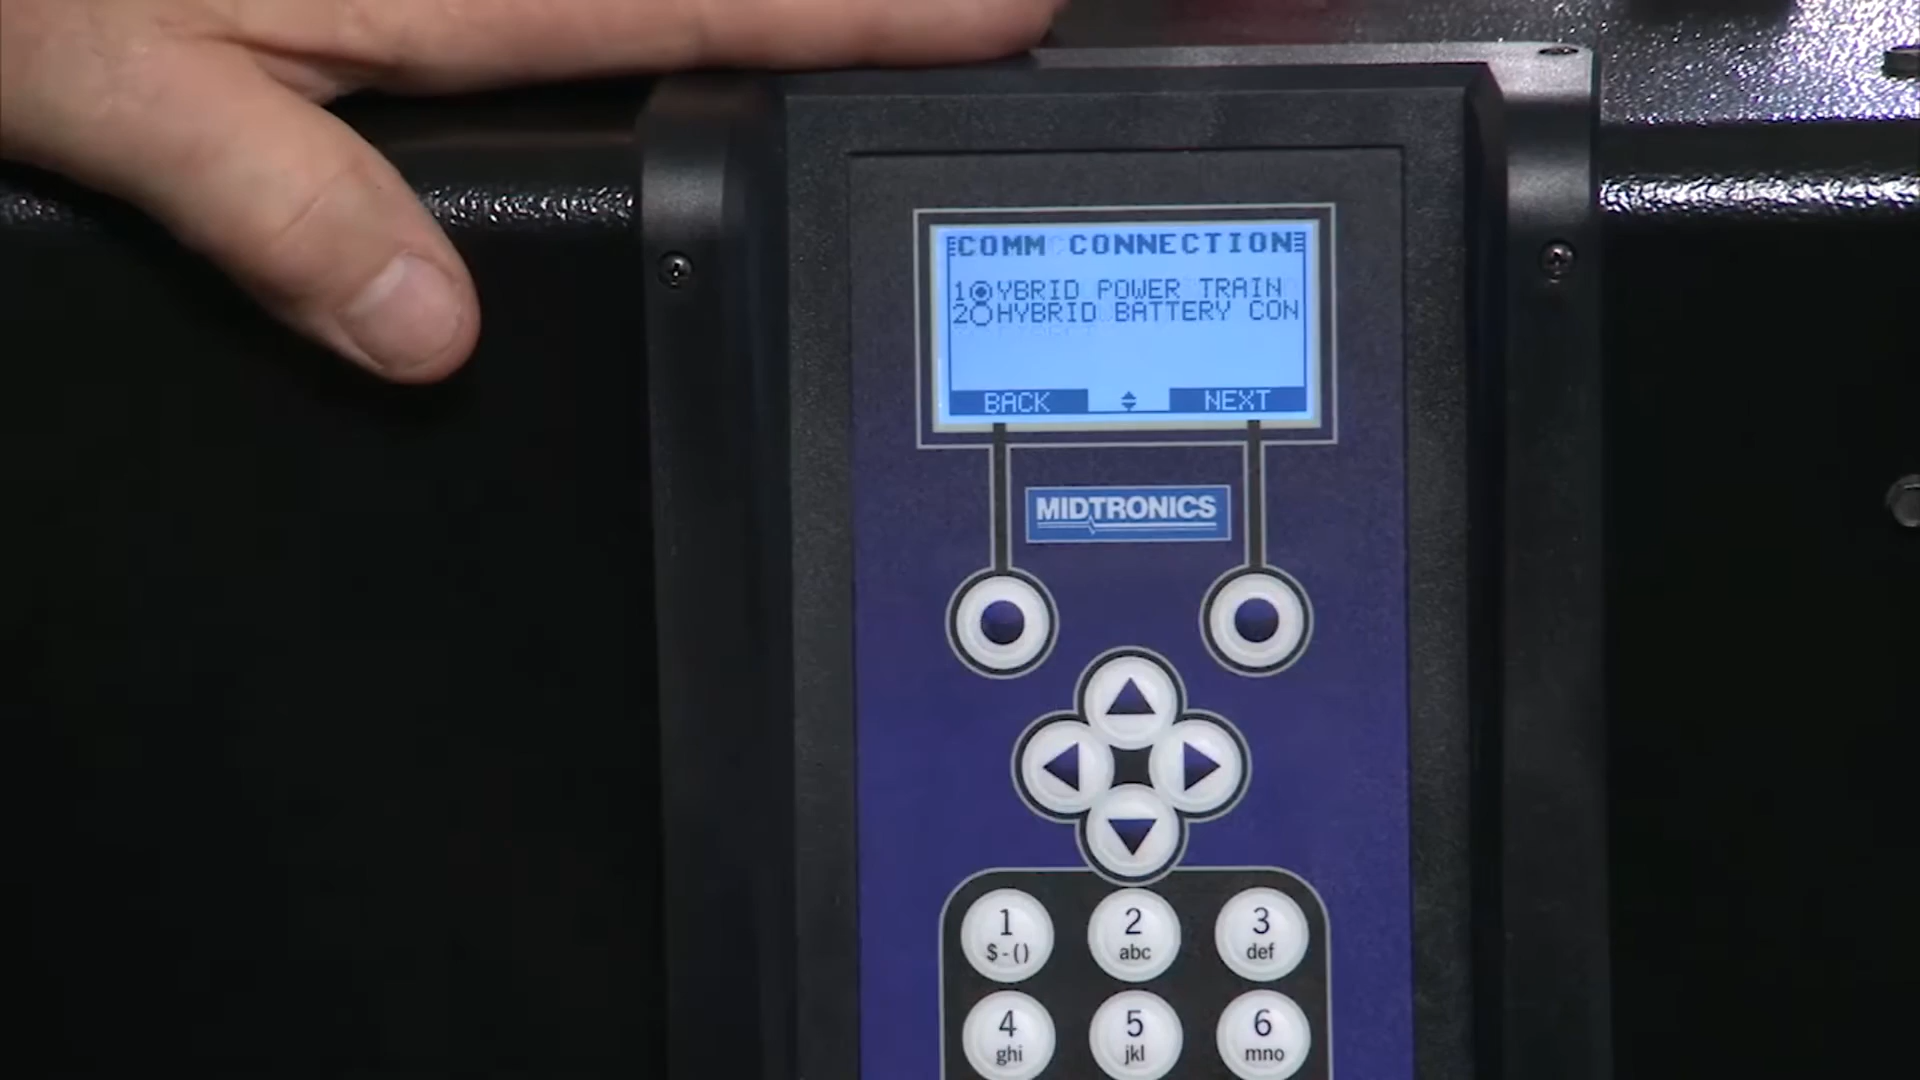 COMM CONNECTION
1 YBRID POWER TRAIN
2 HYBRID BATTERY CON
BACK NEXT
MIDTRONICS
1 2 3
$-() abc def
4 5 6
ghi jkl mno